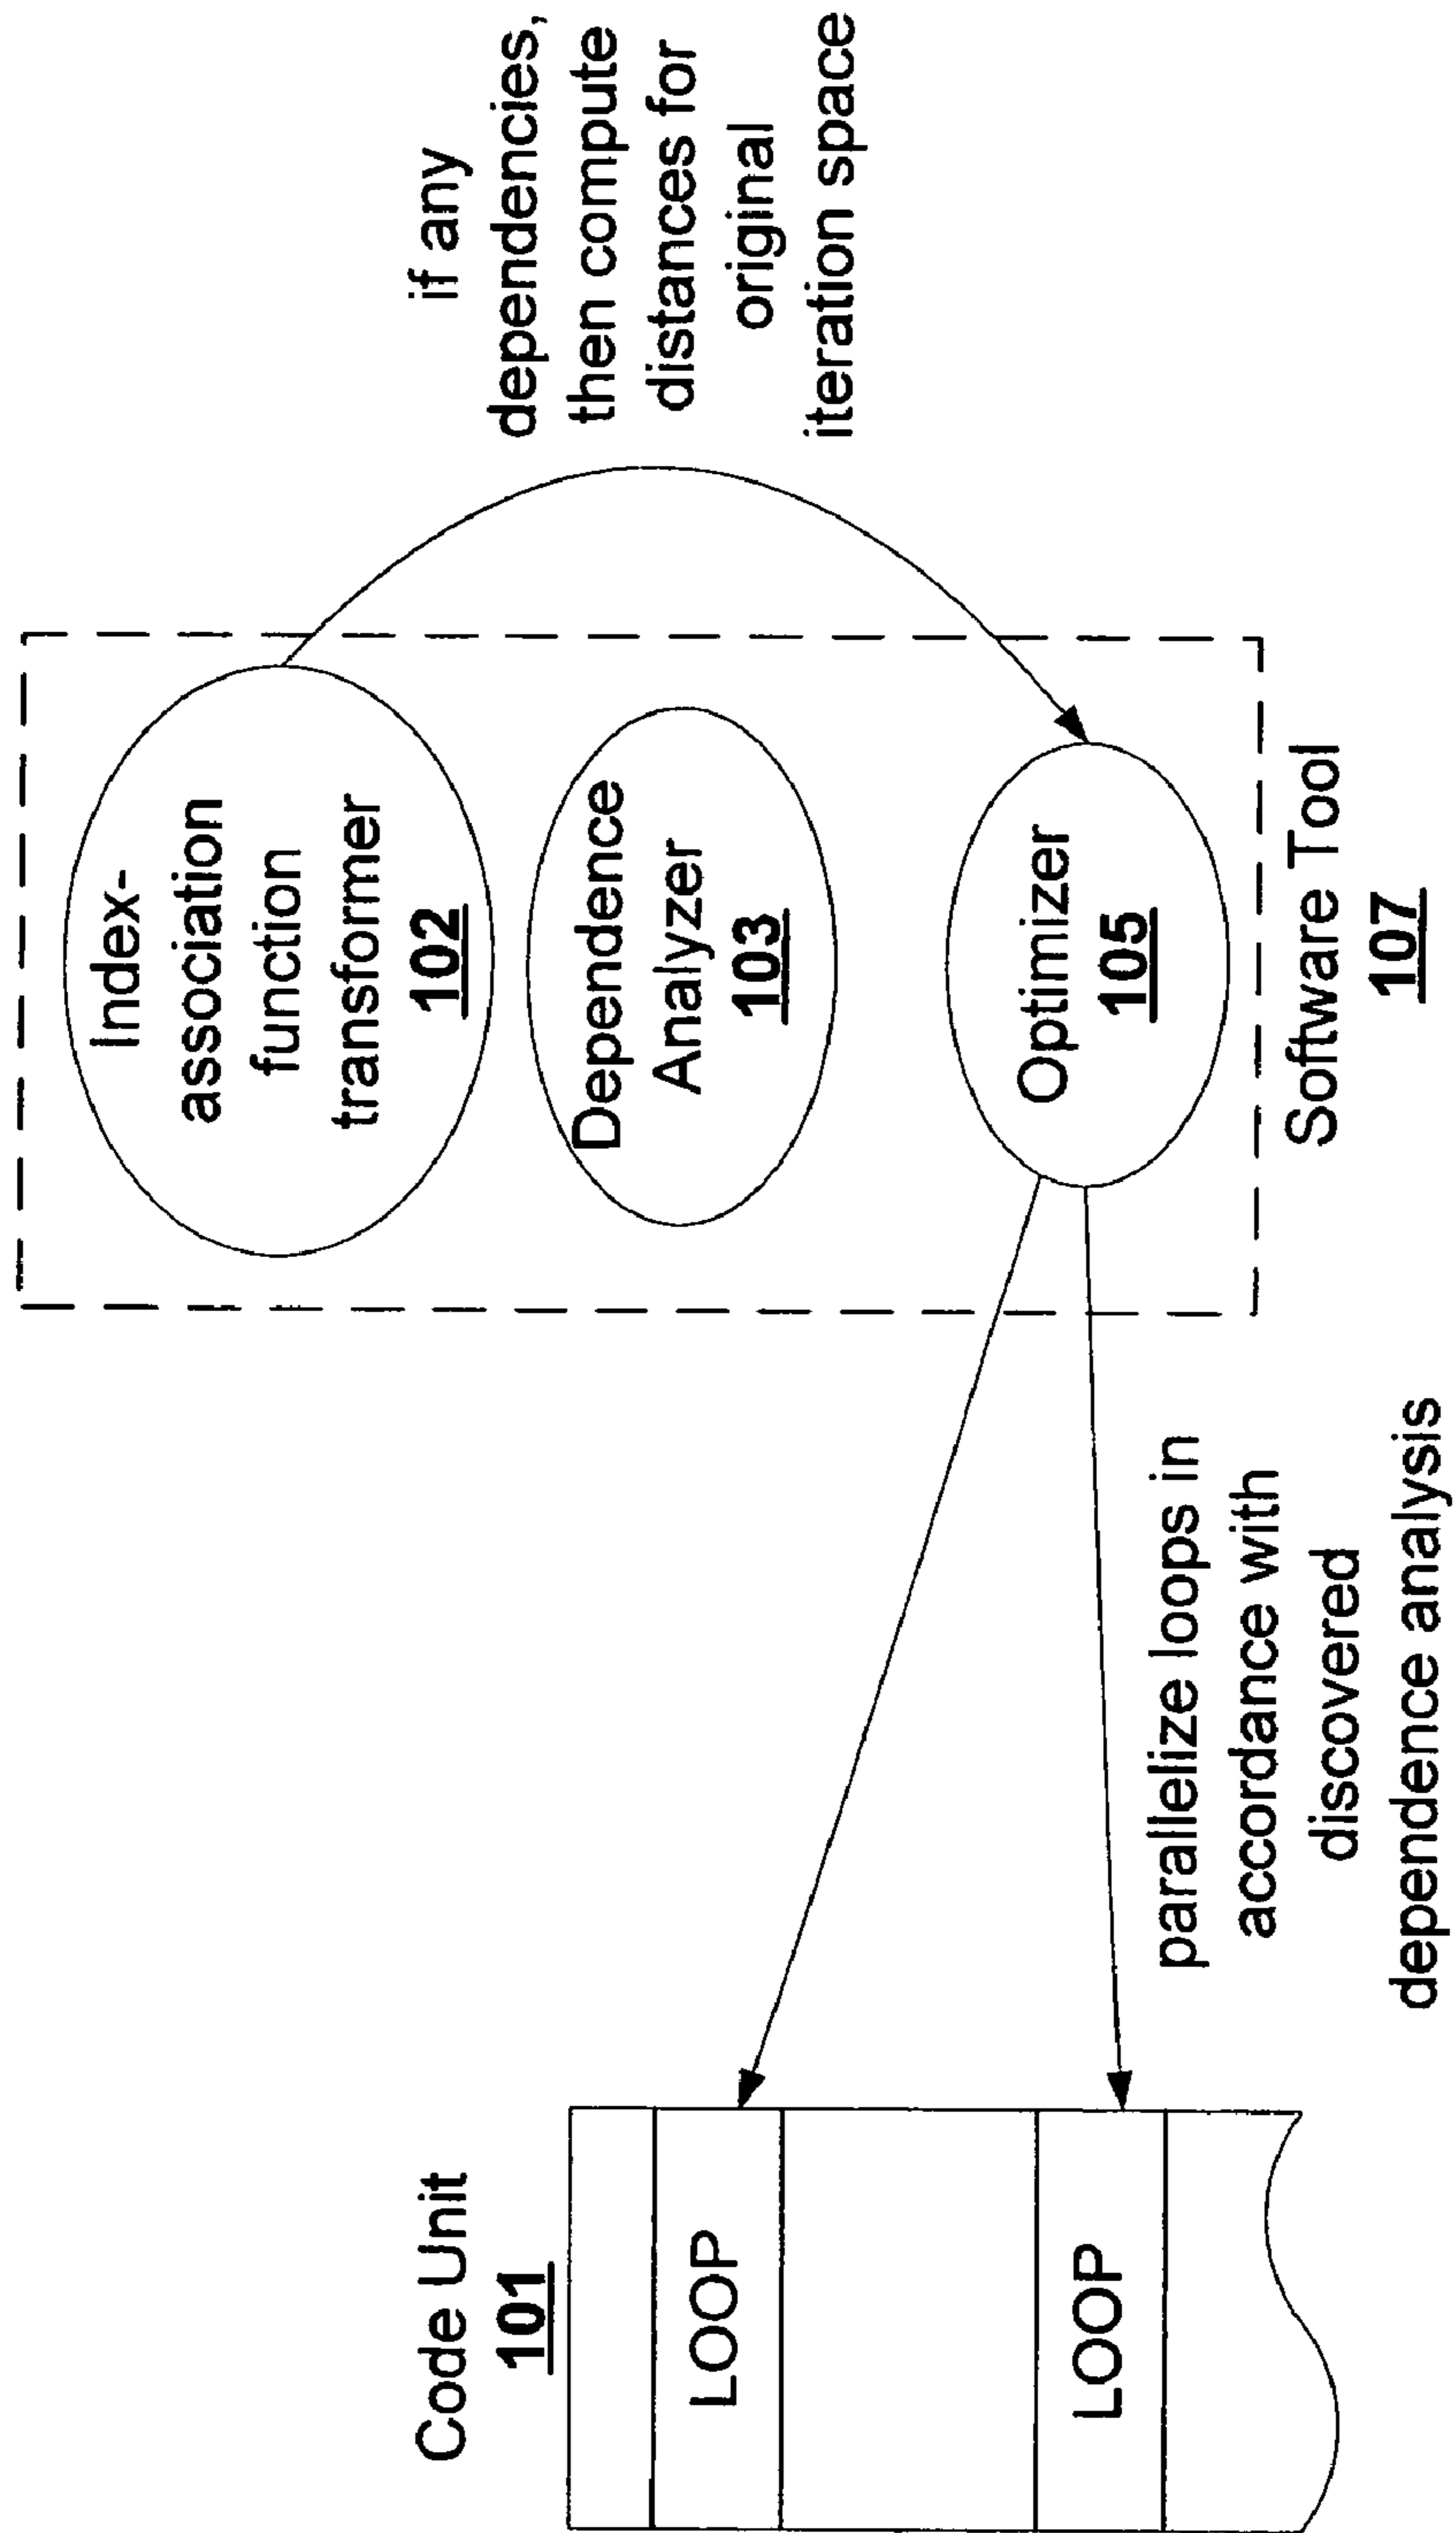 Code Unit
101
LOOP
LOOP
parallelize loops in
accordance with
discovered
dependence analysis
Index-
association
function
transformer
102
Dependence
Analyzer
103
Optimizer
105
Software Tool
107
if any
dependencies,
then compute
distances for
original
iteration space